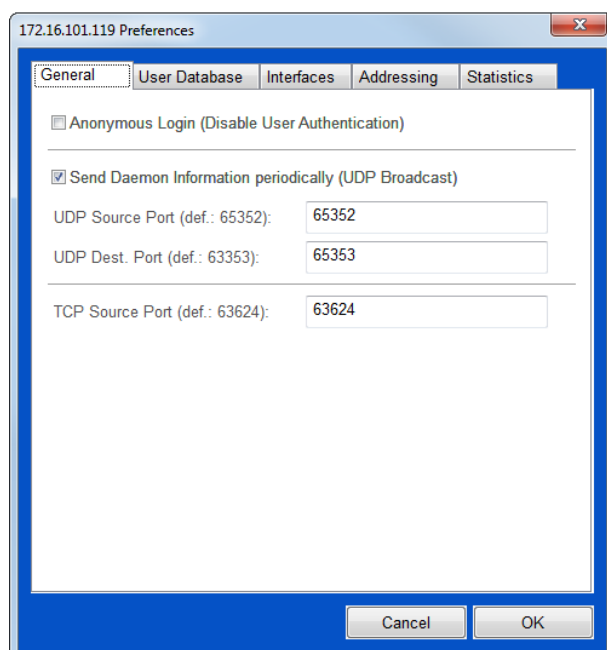 172.16.101.119 Preferences
General User Database Interfaces Addressing Statistics
Anonymous Login (Disable User Authentication)
Send Daemon Information periodically (UDP Broadcast)
UDP Source Port (def.: 65352): 65352
UDP Dest. Port (def.: 63353): 65353
TCP Source Port (def.: 63624): 63624
Cancel OK